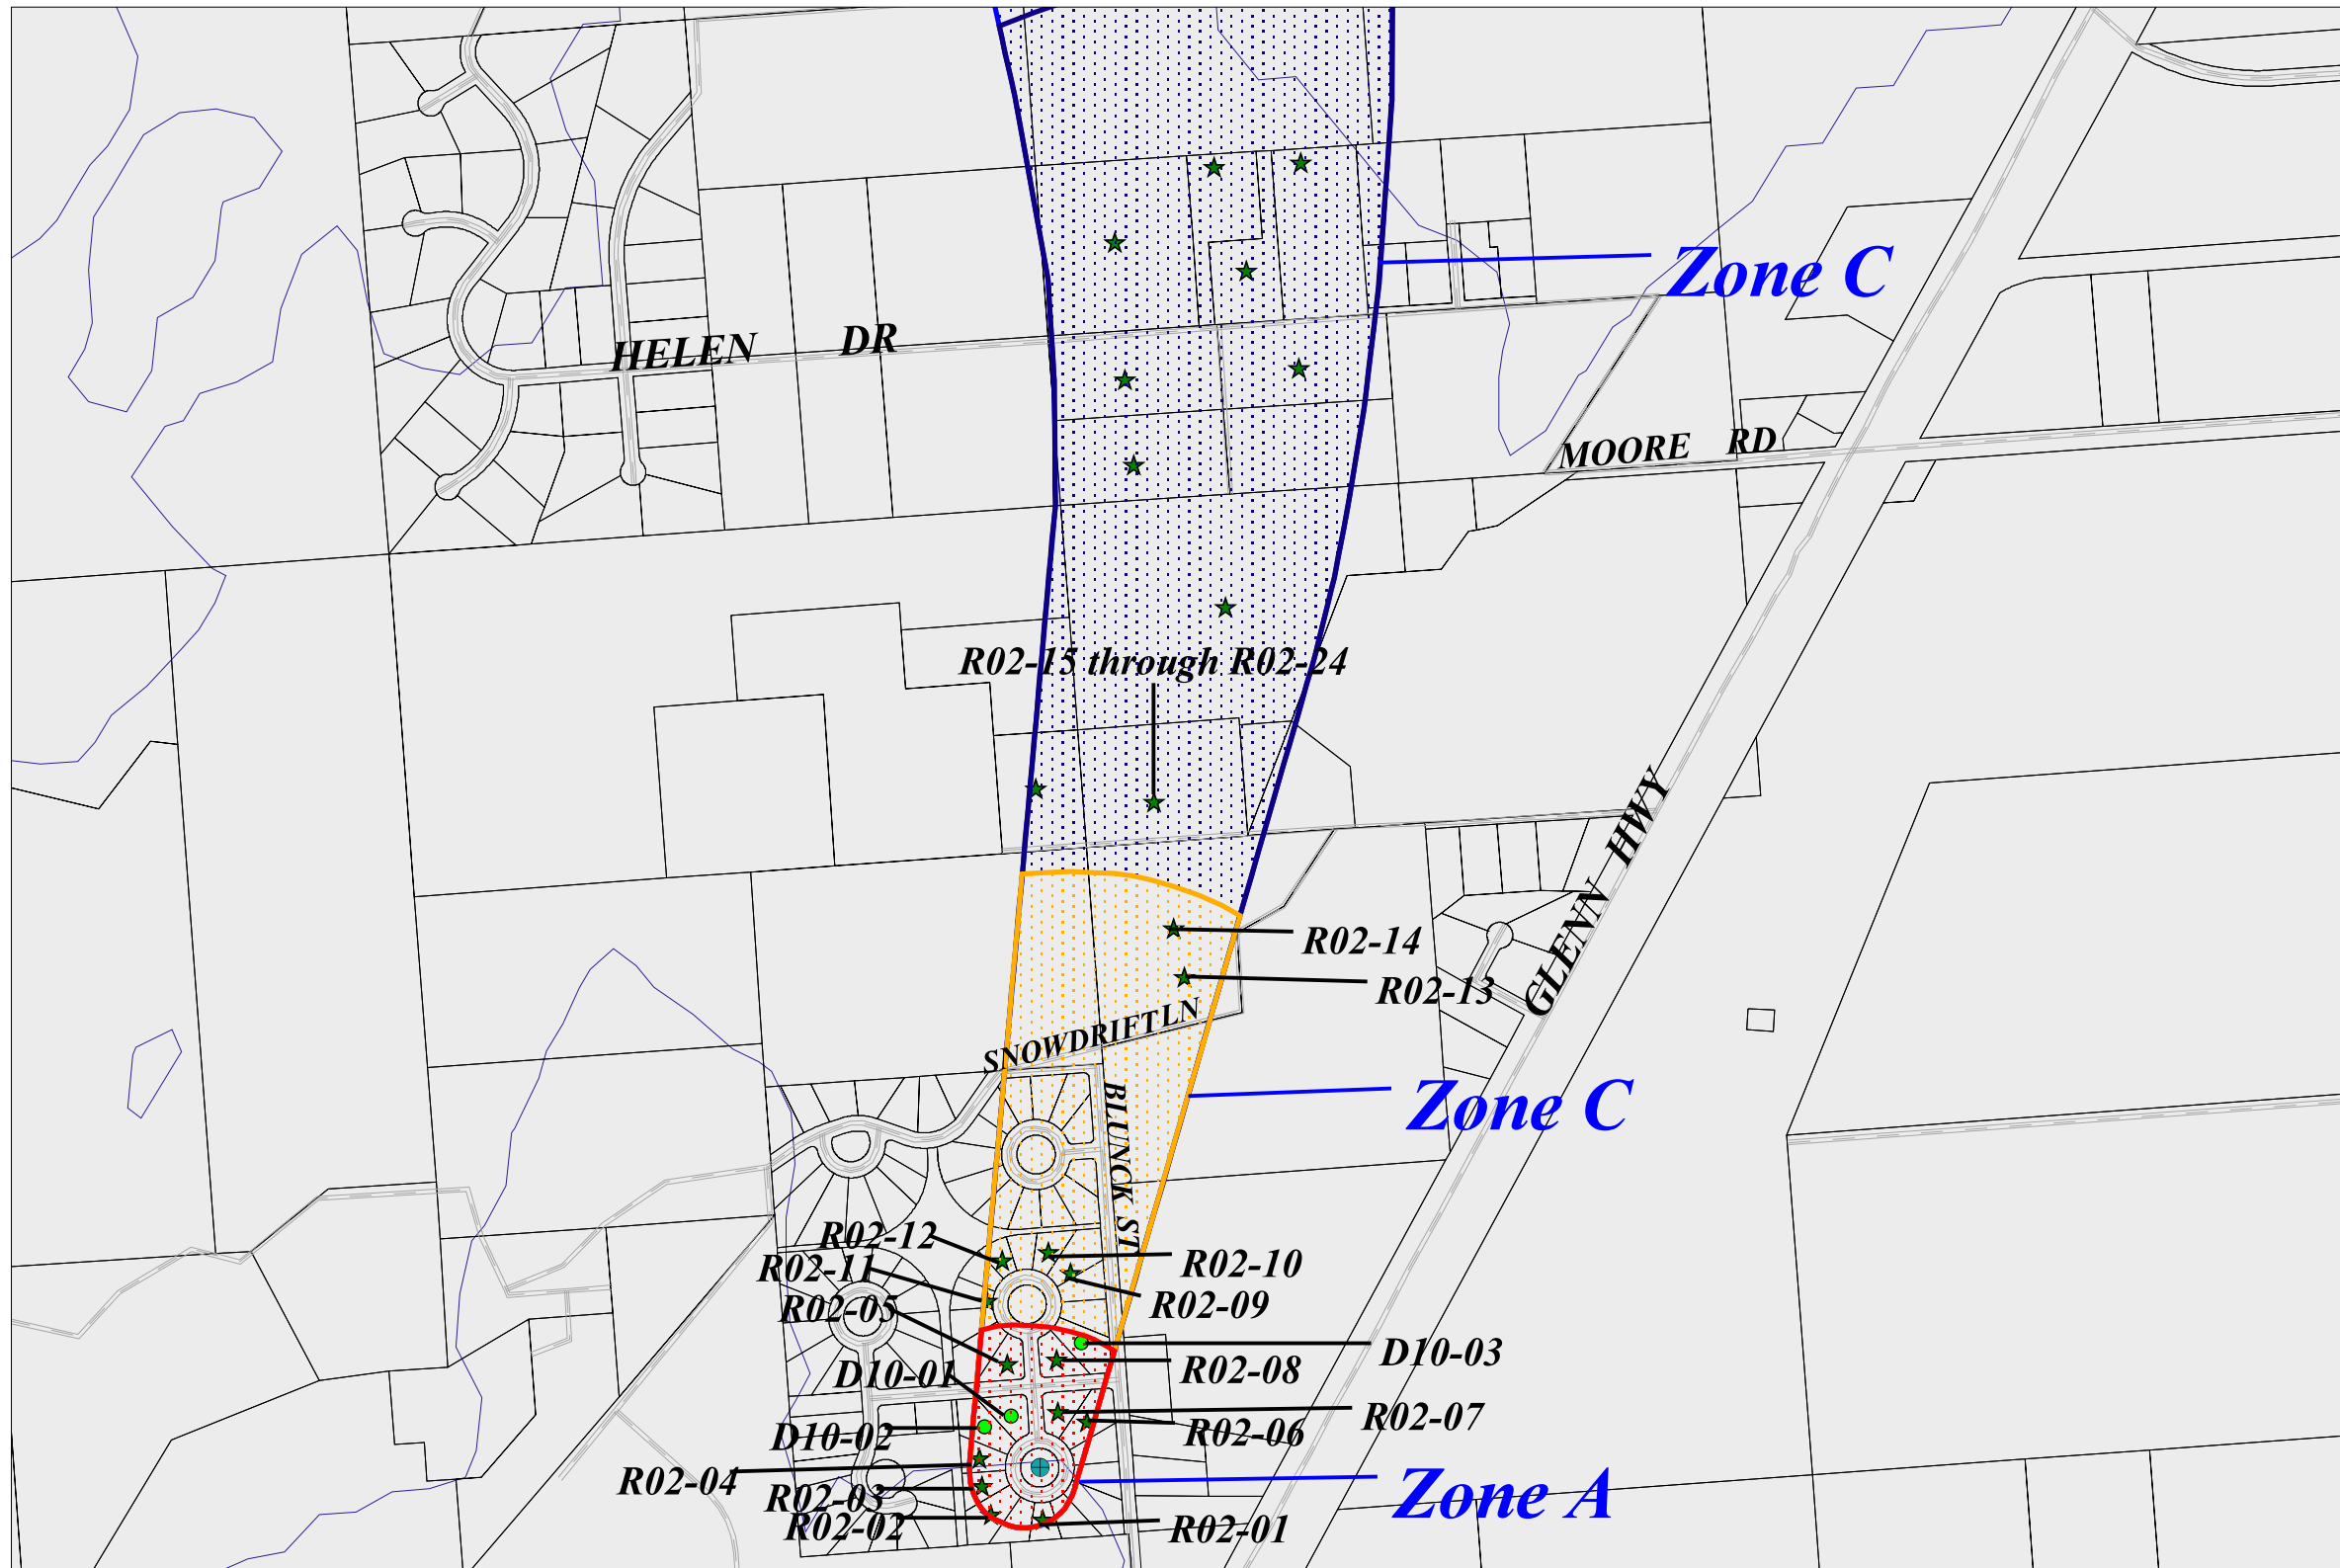 Zone C
HELEN DR
MOORE RD
R02-15 through R02-24
GLENN HWY
R02-14
R02-13
SNOWDRIFT LN
Zone C
BLUNCK ST
R02-12
R02-10
R02-11
R02-09
R02-05
D10-03
R02-08
D10-01
R02-07
R02-06
D10-02
R02-04
Zone A
R02-03
R02-02
R02-01